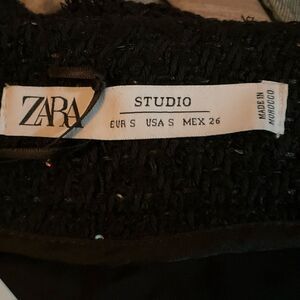 ZARA
STUDIO
EUR S USA S MEX 26
MADE IN
MOROCCO